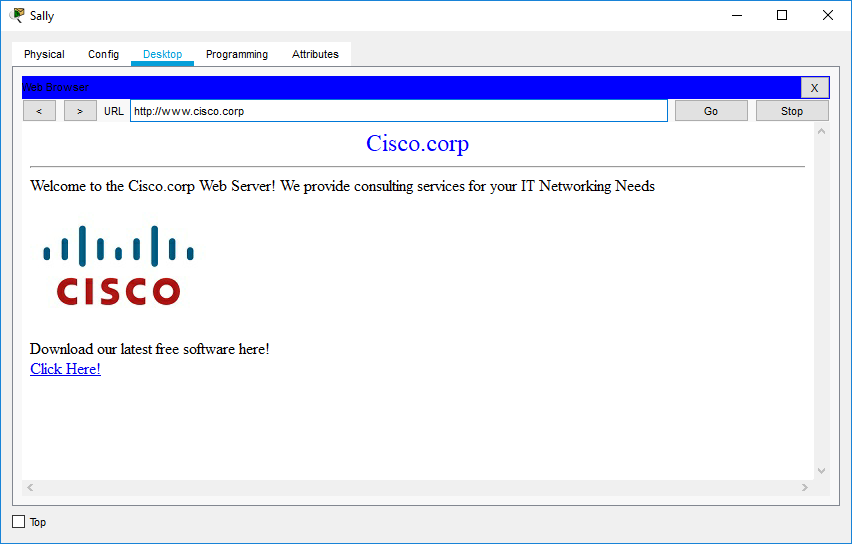 Sally
Physical Config Desktop Programming Attributes
Web Browser X
< > URL http://www.cisco.corp Go Stop
Cisco.corp
Welcome to the Cisco.corp Web Server! We provide consulting services for your IT Networking Needs
CISCO
Download our latest free software here!
Click Here!
Top